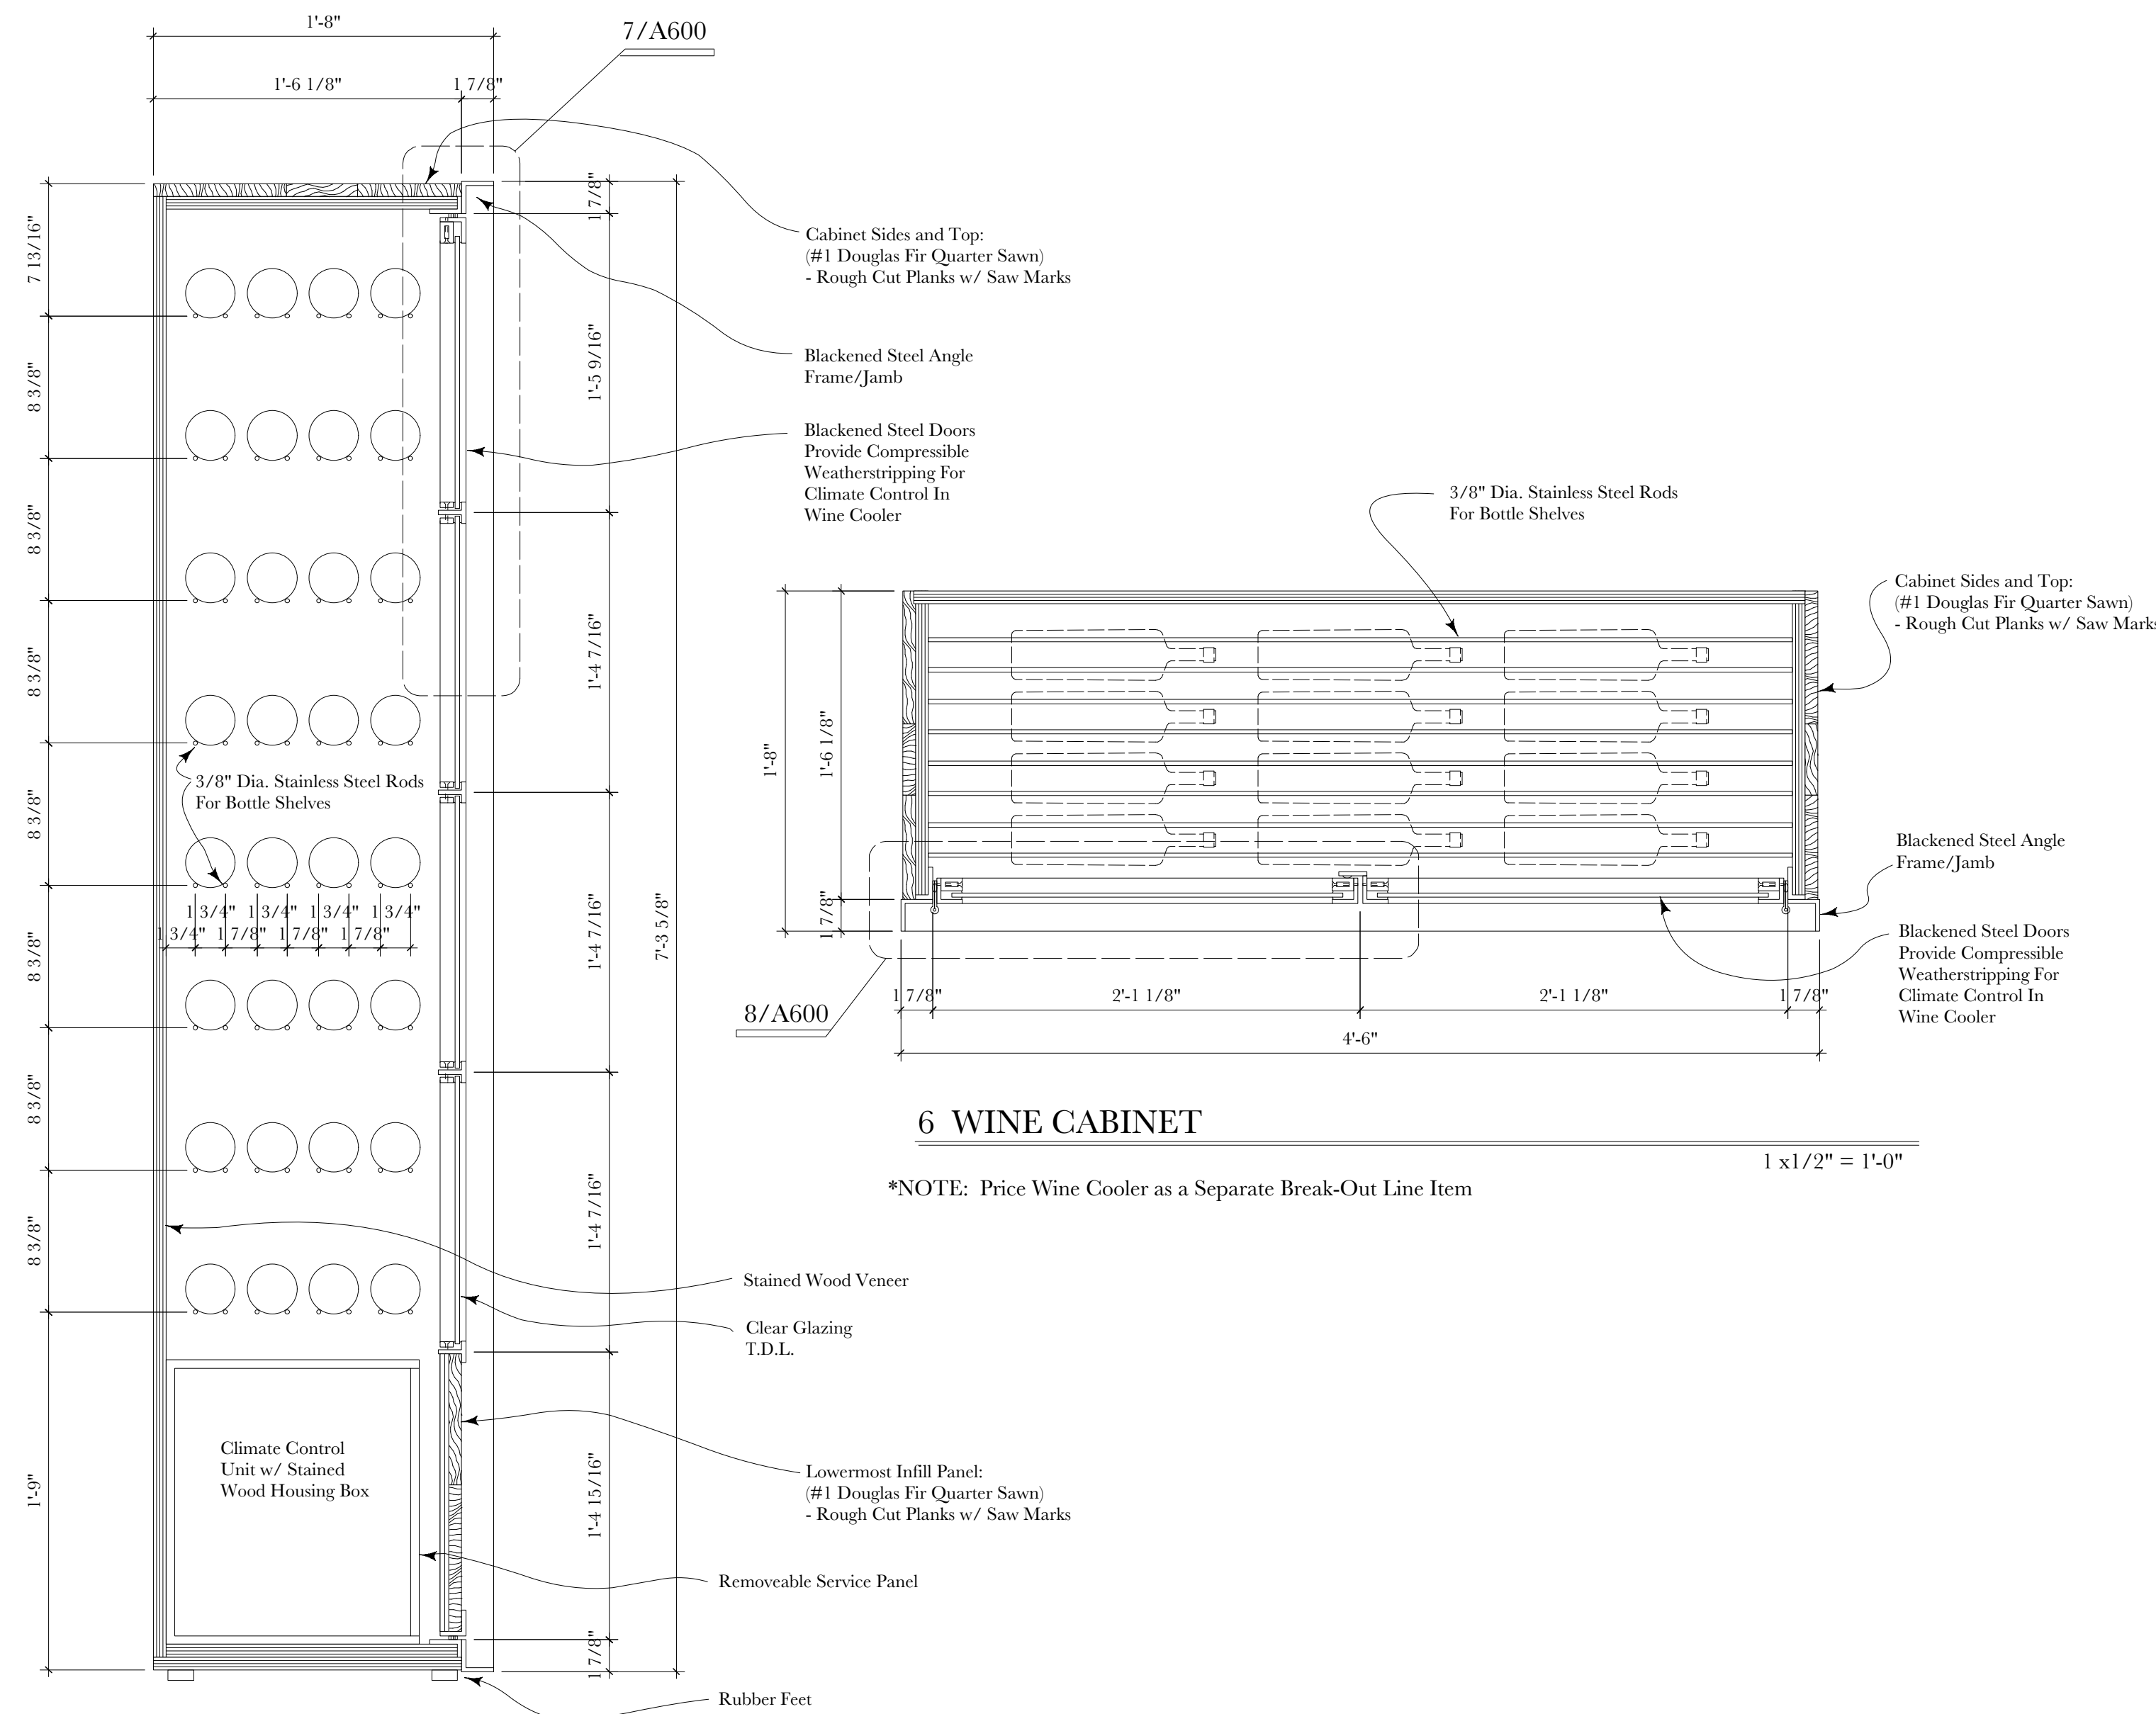 1'-8"
7/A600
1'-6 1/8"
1 7/8"
7 13/16"
8 3/8"
8 3/8"
8 3/8"
8 3/8"
8 3/8"
8 3/8"
8 3/8"
1'-9"
1 7/8"
1'-5 9/16"
1'-4 7/16"
1'-4 7/16"
1'-4 7/16"
1'-4 15/16"
1 7/8"
7'-3 5/8"
Cabinet Sides and Top:
(#1 Douglas Fir Quarter Sawn)
- Rough Cut Planks w/ Saw Marks
Blackened Steel Angle
Frame/Jamb
Blackened Steel Doors
Provide Compressible
Weatherstripping For
Climate Control In
Wine Cooler
3/8" Dia. Stainless Steel Rods
For Bottle Shelves
1 3/4" 1 3/4" 1 3/4" 1 3/4"
1 3/4" 1 7/8" 1 7/8" 1 7/8"
Stained Wood Veneer
Clear Glazing
T.D.L.
Climate Control
Unit w/ Stained
Wood Housing Box
Lowermost Infill Panel:
(#1 Douglas Fir Quarter Sawn)
- Rough Cut Planks w/ Saw Marks
Removeable Service Panel
Rubber Feet
3/8" Dia. Stainless Steel Rods
For Bottle Shelves
Cabinet Sides and Top:
(#1 Douglas Fir Quarter Sawn)
- Rough Cut Planks w/ Saw Marks
1'-8"
1'-6 1/8"
1 7/8"
Blackened Steel Angle
Frame/Jamb
Blackened Steel Doors
Provide Compressible
Weatherstripping For
Climate Control In
Wine Cooler
8/A600
1 7/8" 2'-1 1/8" 2'-1 1/8" 1 7/8"
4'-6"
6 WINE CABINET
1 x1/2" = 1'-0"
*NOTE: Price Wine Cooler as a Separate Break-Out Line Item